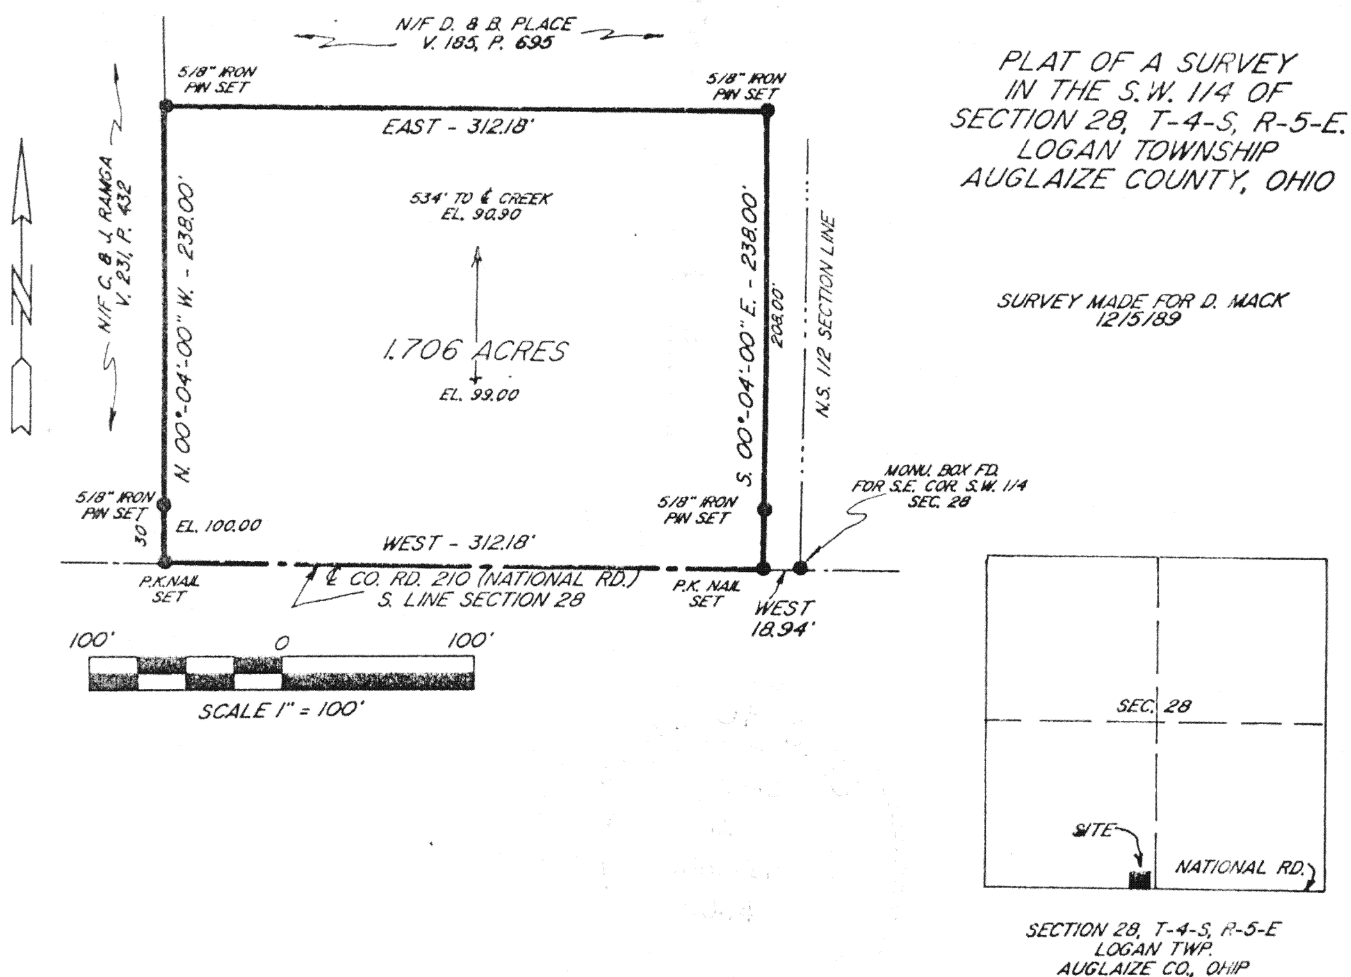 N/F D. & B. PLACE
V. 185, P. 695
5/8" IRON
PIN SET
5/8" IRON
PIN SET
EAST - 312.18'
N/F C. & J. RAMGA
V. 231, P. 432
N
N. 00°-04'-00" W. - 238.00'
534' TO ℄ CREEK
EL. 90.90
1.706 ACRES
EL. 99.00
S. 00°-04'-00" E. - 238.00'
208.00'
N.S. 1/2 SECTION LINE
5/8" IRON
PIN SET
30'
EL. 100.00
5/8" IRON
PIN SET
MONU. BOX FD.
FOR S.E. COR. S.W. 1/4
SEC. 28
WEST - 312.18'
℄ CO. RD. 210 (NATIONAL RD.)
S. LINE SECTION 28
P.K. NAIL
SET
P.K. NAIL
SET
WEST
18.94'
100' 0 100'
SCALE 1" = 100'
PLAT OF A SURVEY
IN THE S.W. 1/4 OF
SECTION 28, T-4-S, R-5-E.
LOGAN TOWNSHIP
AUGLAIZE COUNTY, OHIO
SURVEY MADE FOR D. MACK
12/5/89
SEC. 28
SITE
NATIONAL RD.
SECTION 28, T-4-S, R-5-E
LOGAN TWP.
AUGLAIZE CO., OHIP